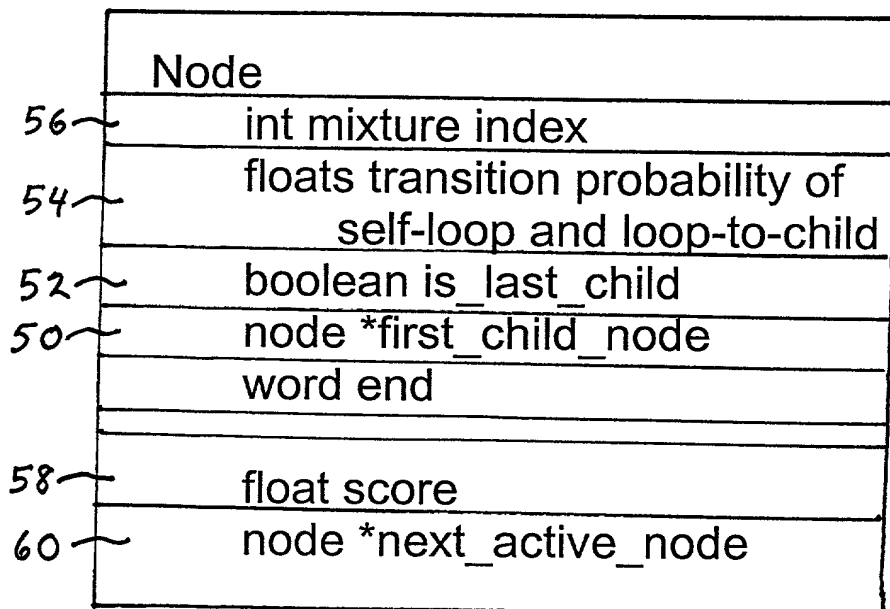 Node
56 int mixture index
54 floats transition probability of
self-loop and loop-to-child
52 boolean is_last_child
50 node *first_child_node
word end
58 float score
60 node *next_active_node